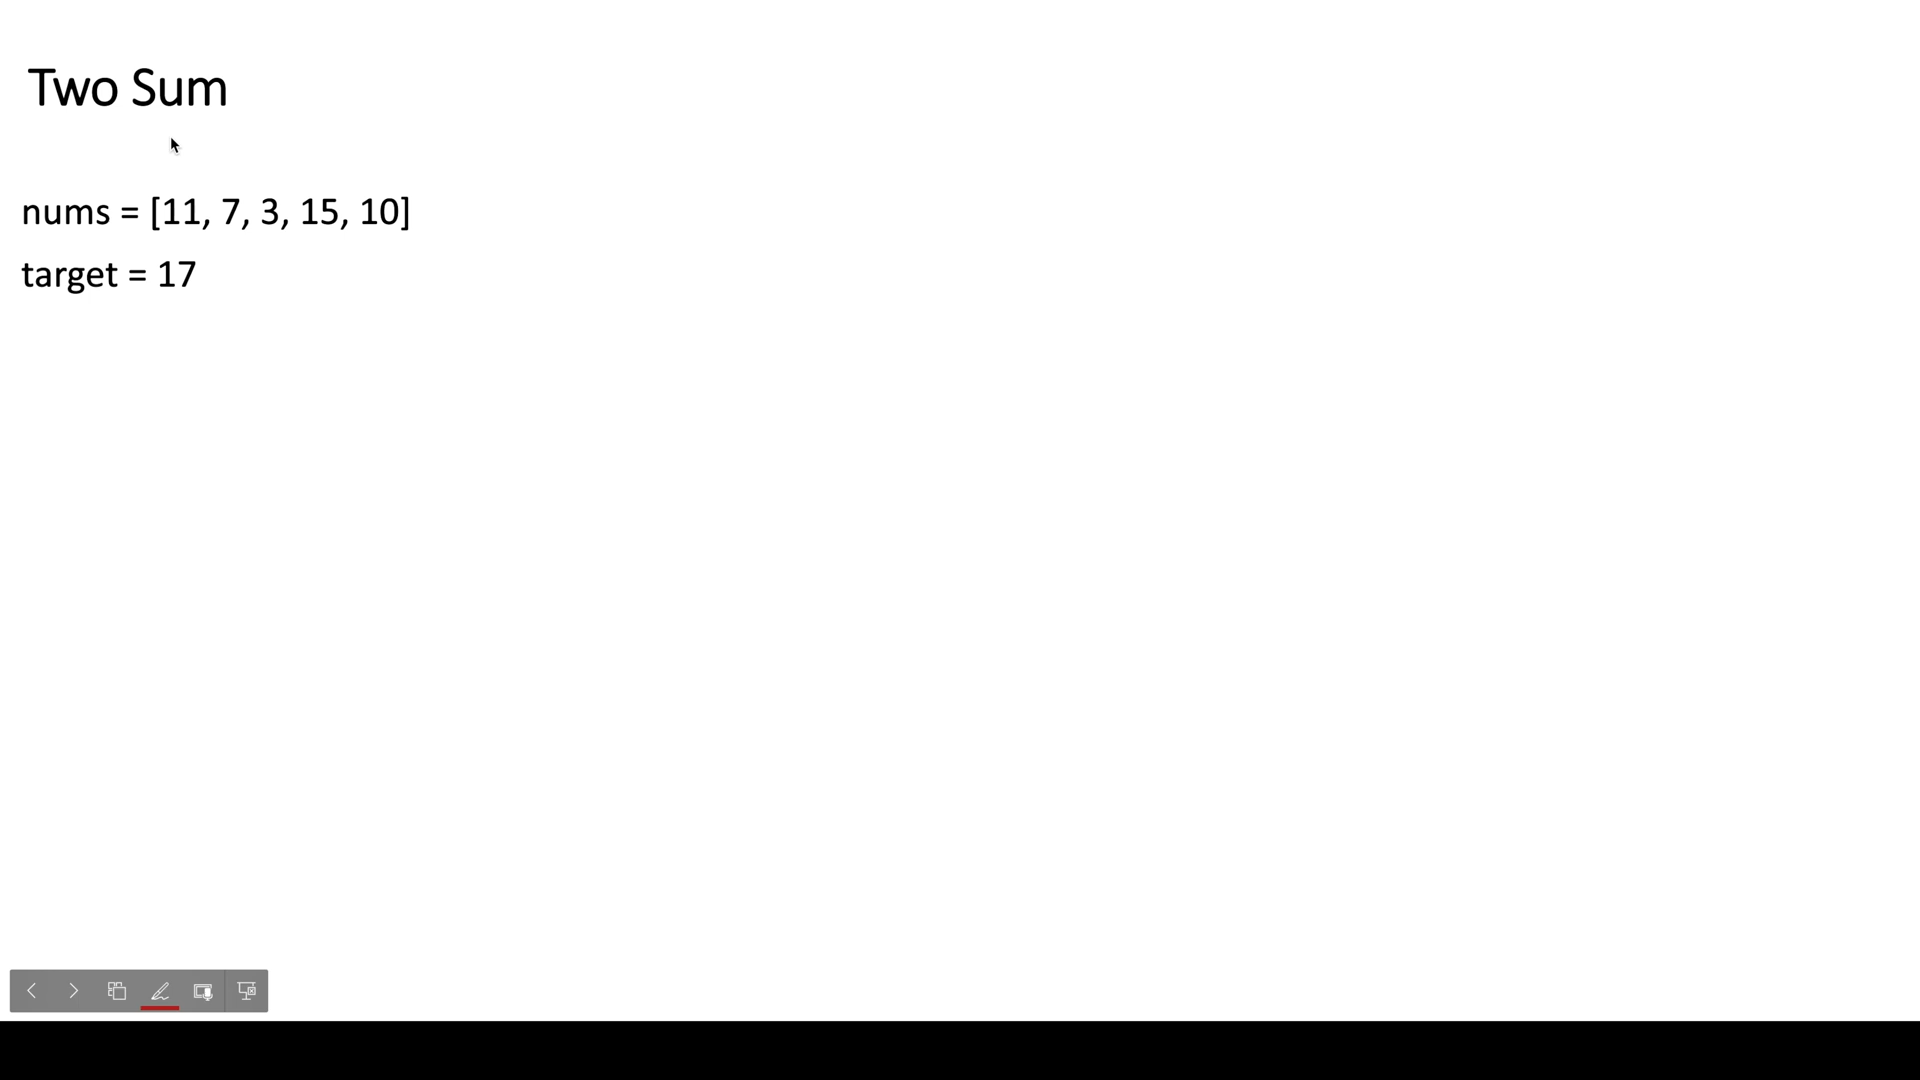 Two Sum
nums = [11, 7, 3, 15, 10]
target = 17